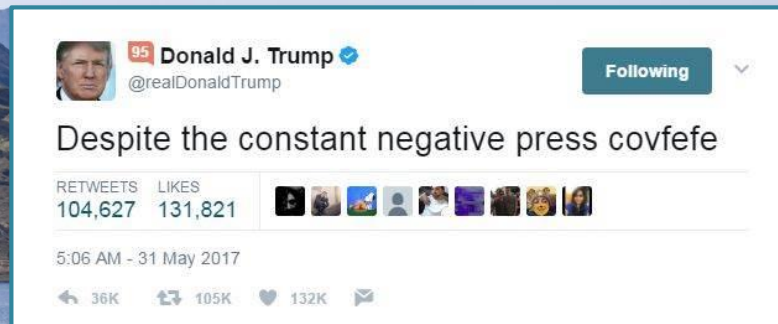 95 Donald J. Trump
@realDonaldTrump
Following
Despite the constant negative press covfefe
RETWEETS LIKES
104,627 131,821
5:06 AM - 31 May 2017
36K 105K 132K